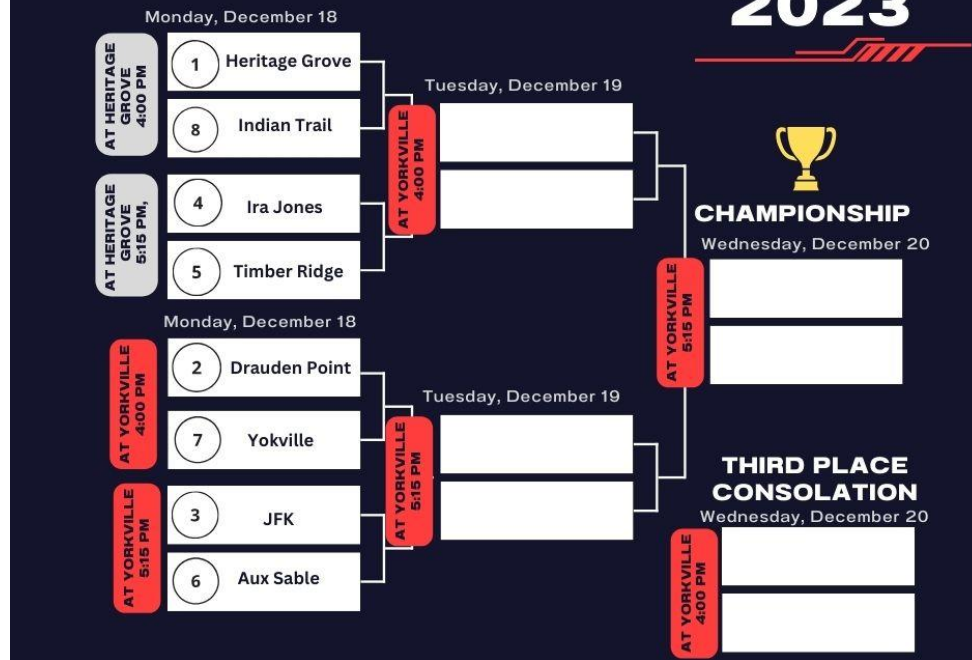 2023
Monday, December 18
AT HERITAGE
GROVE
4:00 PM
1
Heritage Grove
8
Indian Trail
AT HERITAGE
GROVE
5:15 PM,
4
Ira Jones
5
Timber Ridge
Tuesday, December 19
AT YORKVILLE
4:00 PM
Monday, December 18
AT YORKVILLE
4:00 PM
2
Drauden Point
7
Yokville
AT YORKVILLE
5:15 PM
3
JFK
6
Aux Sable
Tuesday, December 19
AT YORKVILLE
5:15 PM
CHAMPIONSHIP
Wednesday, December 20
AT YORKVILLE
5:15 PM
THIRD PLACE
CONSOLATION
Wednesday, December 20
AT YORKVILLE
4:00 PM